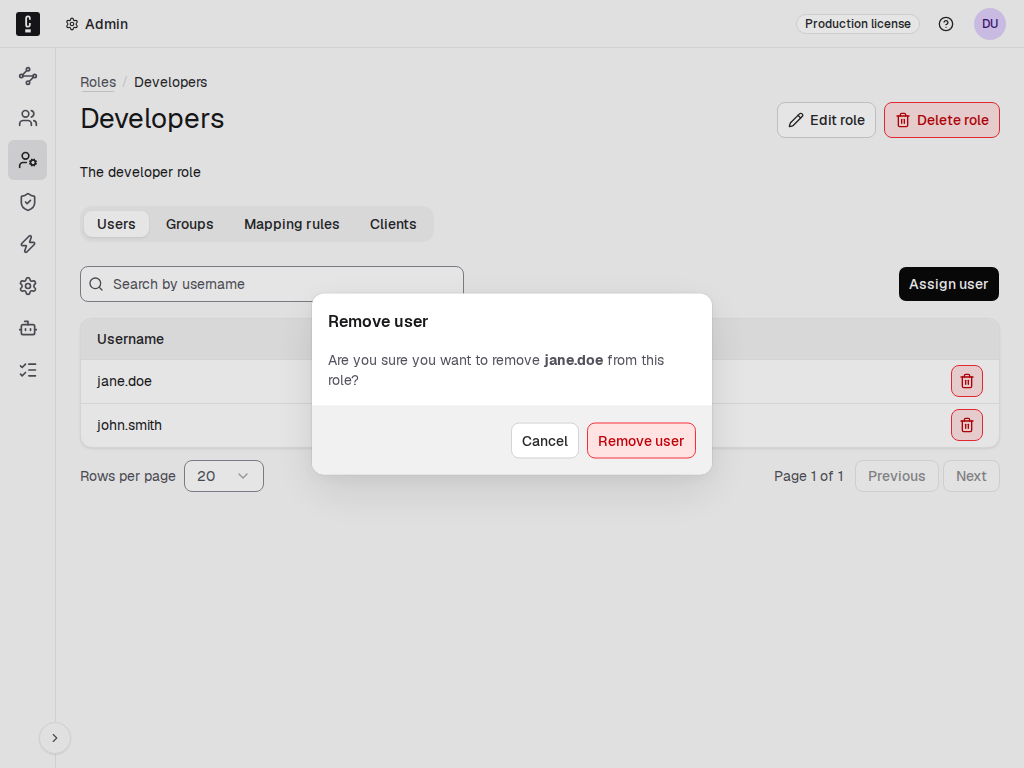 Admin
Production license
DU
Roles / Developers
Developers
Edit role
Delete role
The developer role
Users
Groups
Mapping rules
Clients
Search by username
Assign user
Username
jane.doe
john.smith
Remove user
Are you sure you want to remove jane.doe from this
role?
Cancel
Remove user
Rows per page
20
Page 1 of 1
Previous
Next